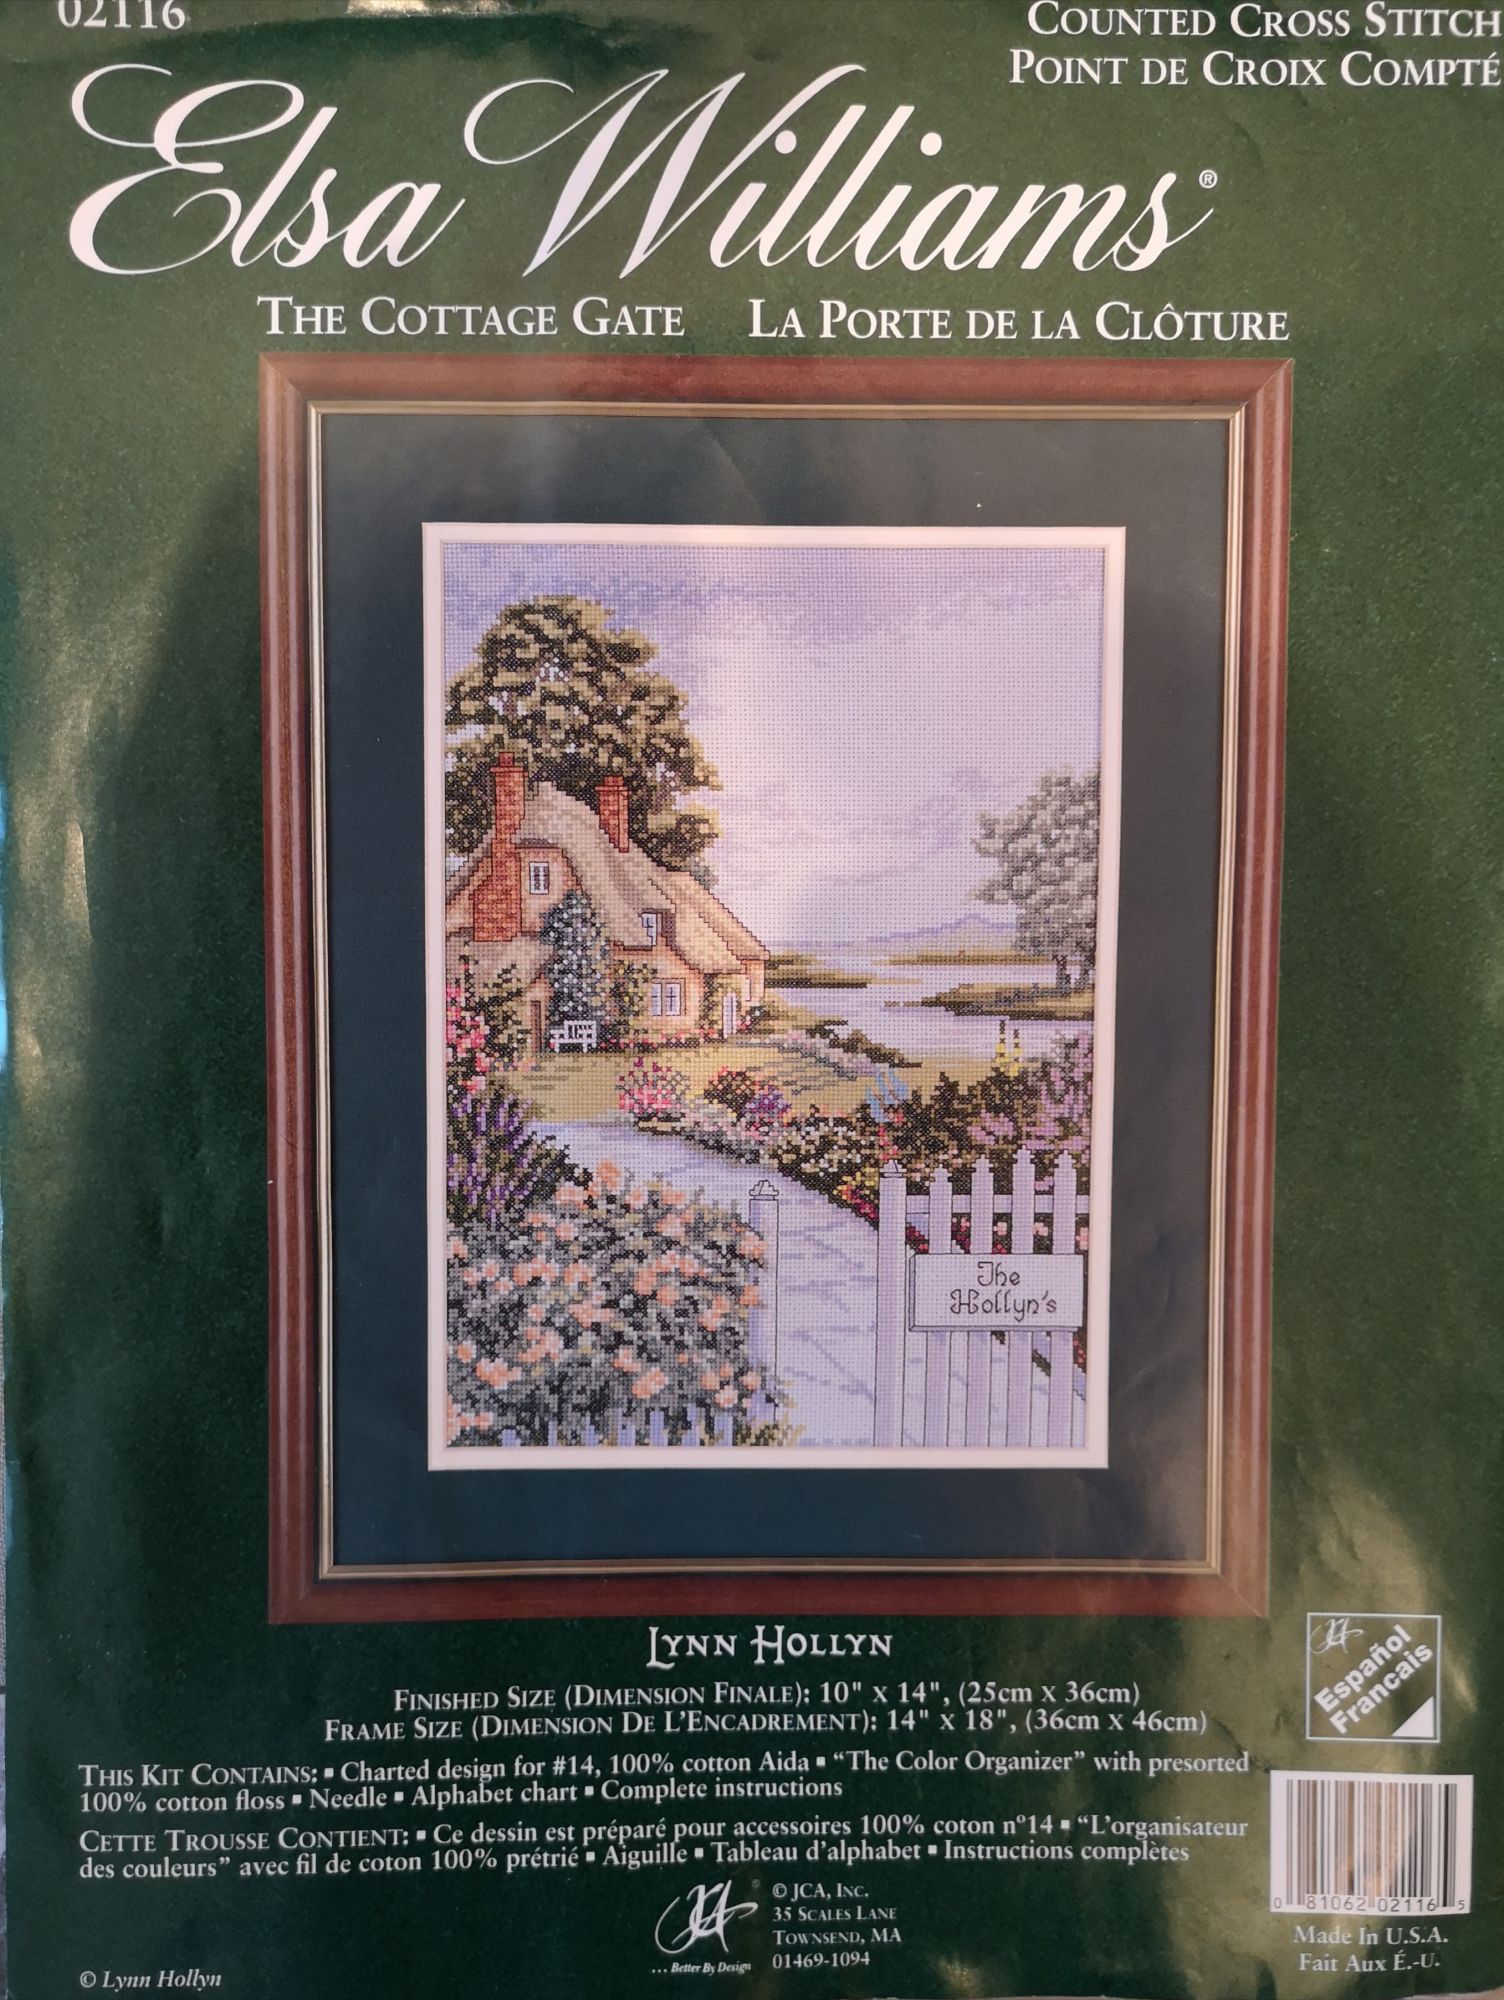 02116
COUNTED CROSS STITCH
POINT DE CROIX COMPTÉ
Elsa Williams®
THE COTTAGE GATE LA PORTE DE LA CLÔTURE
The
Hollyn's
LYNN HOLLYN
FINISHED SIZE (DIMENSION FINALE): 10" X 14", (25cm X 36cm)
FRAME SIZE (DIMENSION DE L'ENCADREMENT): 14" X 18", (36cm X 46cm)
Español
Francais
THIS KIT CONTAINS: ▪ Charted design for #14, 100% cotton Aida ▪ “The Color Organizer” with presorted
100% cotton floss ▪ Needle ▪ Alphabet chart ▪ Complete instructions
CETTE TROUSSE CONTIENT: ▪ Ce dessin est préparé pour accessoires 100% coton nº14 ▪ “L'organisateur
des couleurs” avec fil de coton 100% prétrié ▪ Aiguille ▪ Tableau d'alphabet ▪ Instructions complètes
0 81062 02116 5
JCA®
... Better By Design
© JCA, INC.
35 SCALES LANE
TOWNSEND, MA
01469-1094
Made In U.S.A.
Fait Aux É.-U.
© Lynn Hollyn